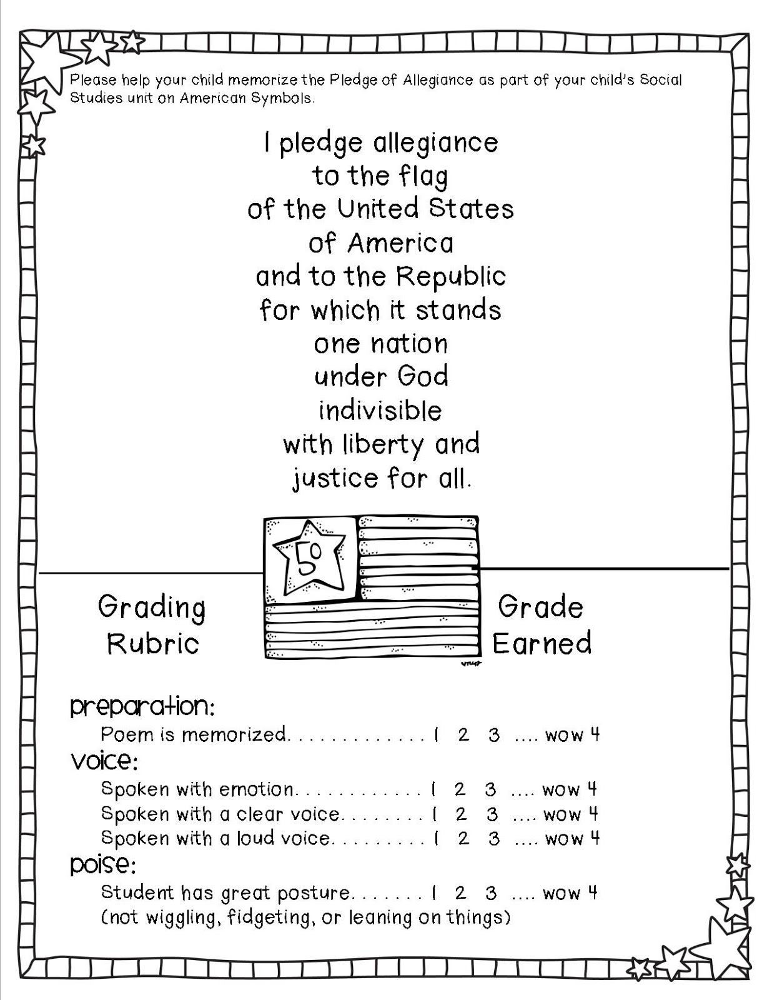 Please help your child memorize the Pledge of Allegiance as part of your child's Social
Studies unit on American Symbols.
I pledge allegiance
to the flag
of the United States
of America
and to the Republic
for which it stands
one nation
under God
indivisible
with liberty and
justice for all.
50
Grading
Rubric
Grade
Earned
preparation:
Poem is memorized. . . . . . . . . . . . . 1 2 3 .... wow 4
voice:
Spoken with emotion. . . . . . . . . . . . 1 2 3 .... wow 4
Spoken with a clear voice. . . . . . . . 1 2 3 .... wow 4
Spoken with a loud voice. . . . . . . . . 1 2 3 .... wow 4
poise:
Student has great posture. . . . . . . 1 2 3 .... wow 4
(not wiggling, fidgeting, or leaning on things)